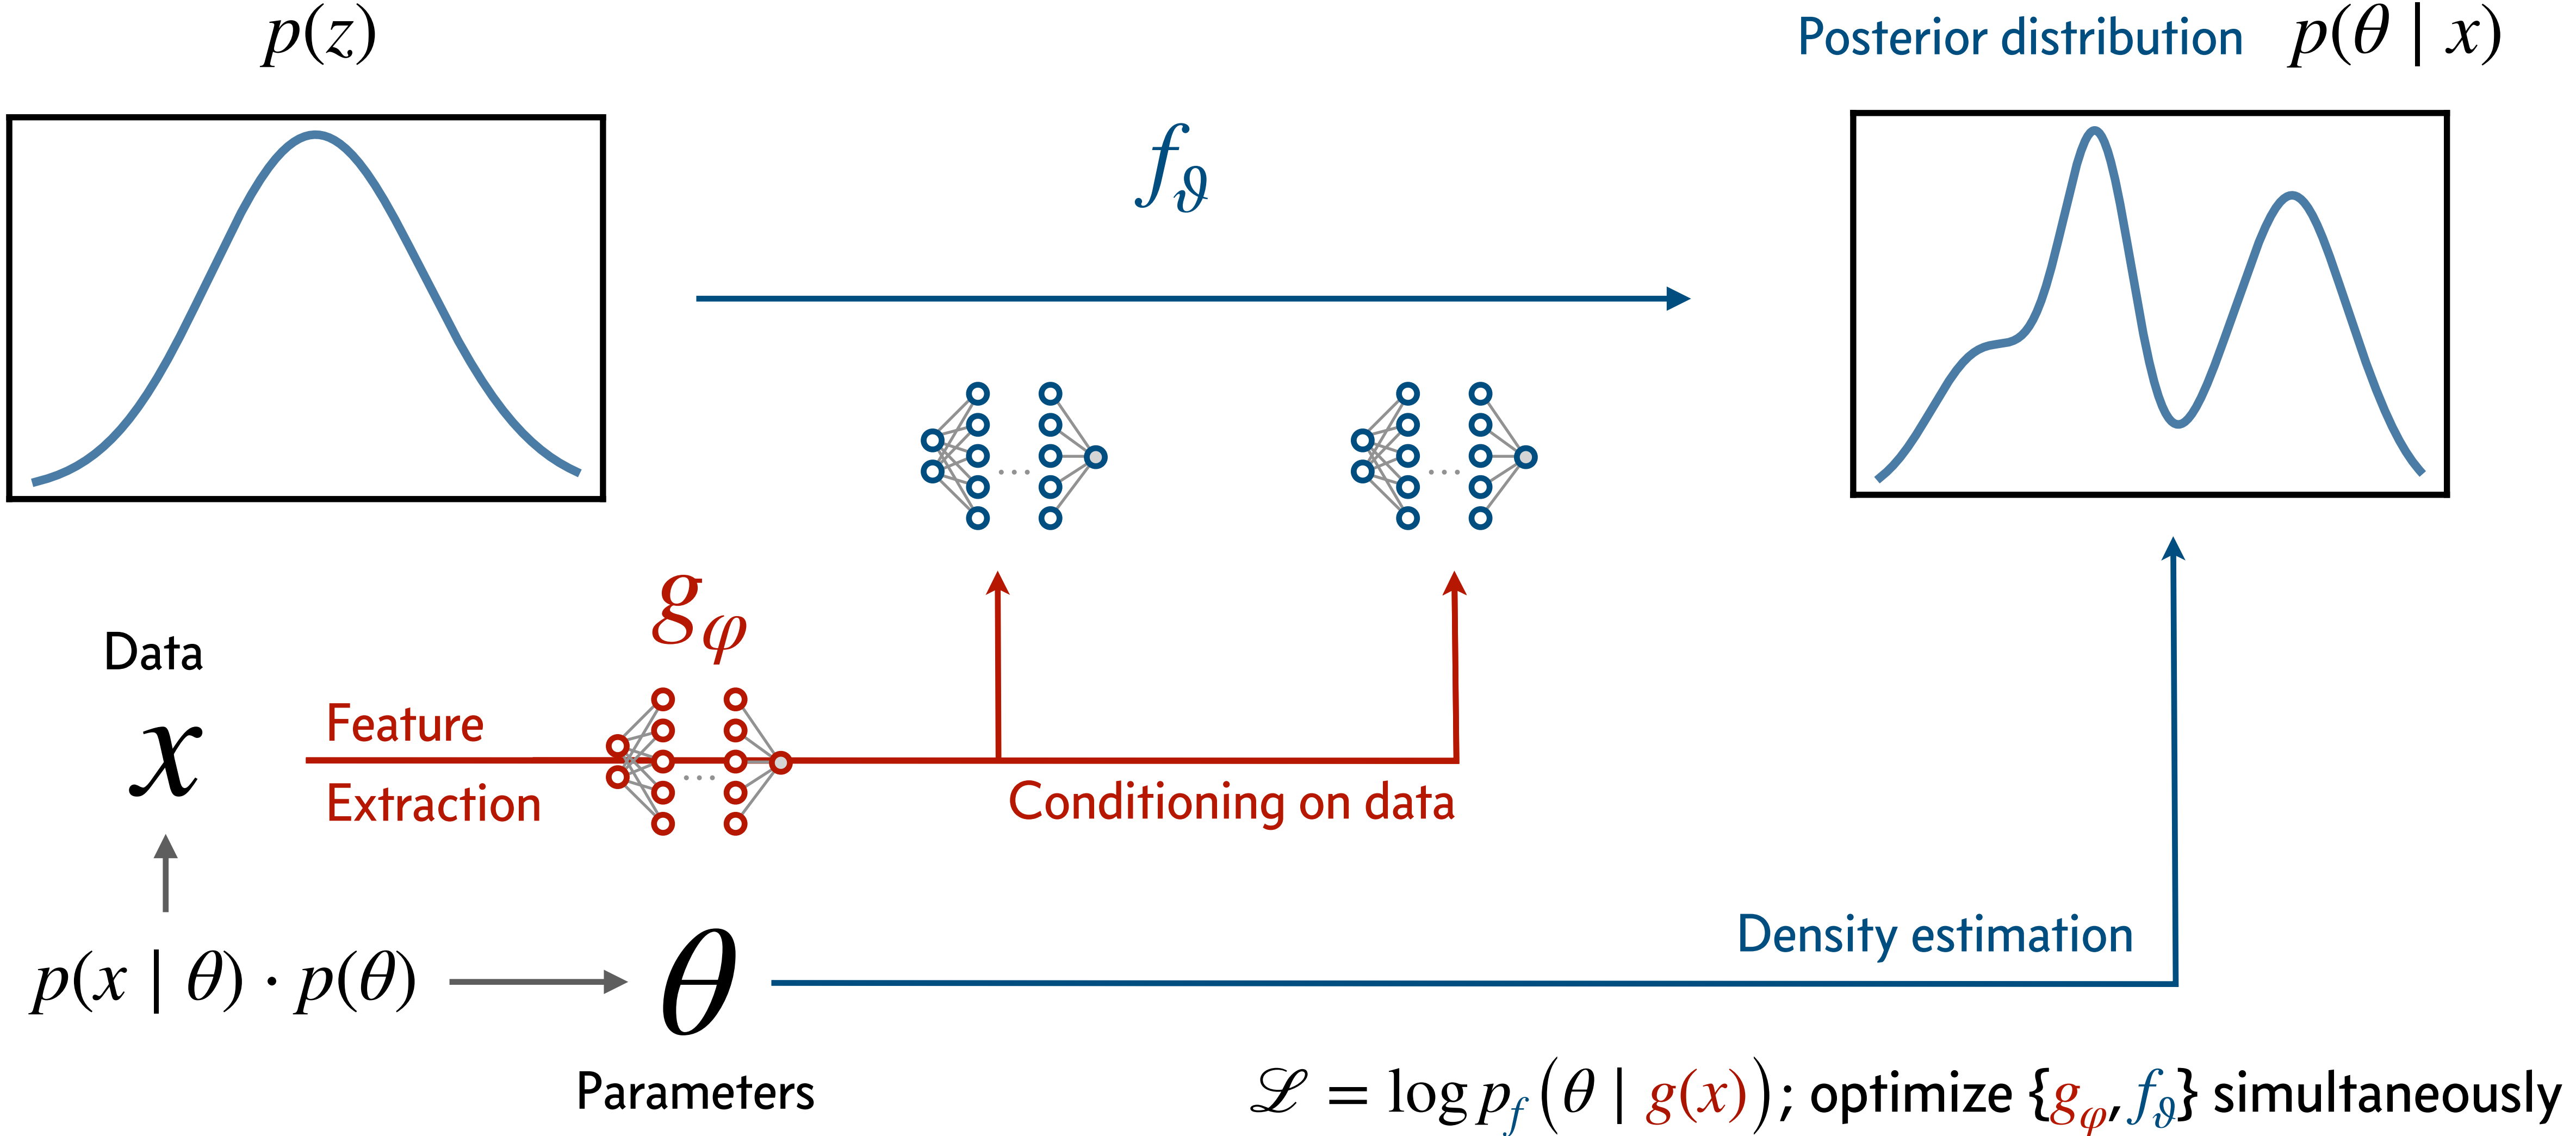 p(z)
Posterior distribution p(θ | x)
f_ϑ
g_φ
Data
x
Feature
Extraction
Conditioning on data
p(x | θ) · p(θ)
θ
Parameters
Density estimation
ℒ = log p_f (θ | g(x)); optimize {g_φ, f_ϑ} simultaneously